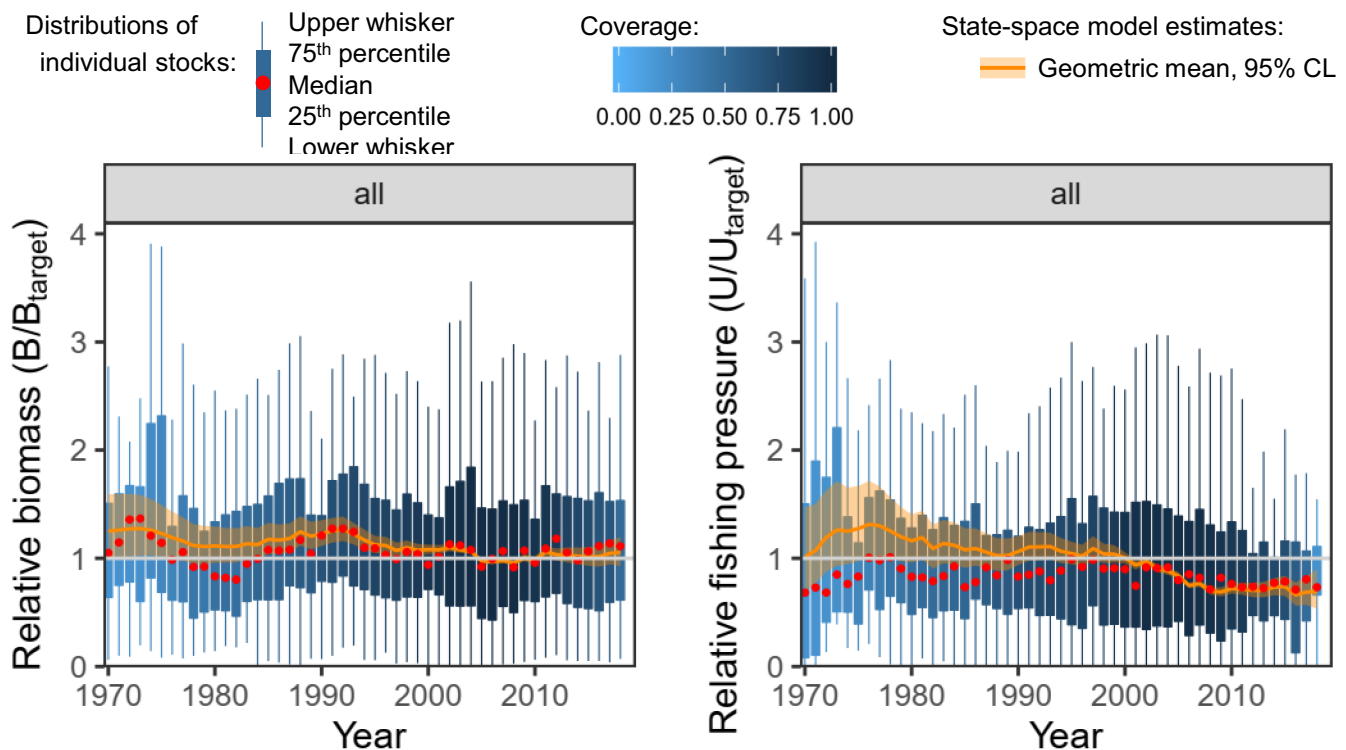 Distributions of
individual stocks:
Upper whisker
75th percentile
Median
25th percentile
Lower whisker
Coverage:
0.00 0.25 0.50 0.75 1.00
State-space model estimates:
Geometric mean, 95% CL
all
Relative biomass (B/Btarget)
4
3
2
1
0
1970 1980 1990 2000 2010
Year
all
Relative fishing pressure (U/Utarget)
4
3
2
1
0
1970 1980 1990 2000 2010
Year